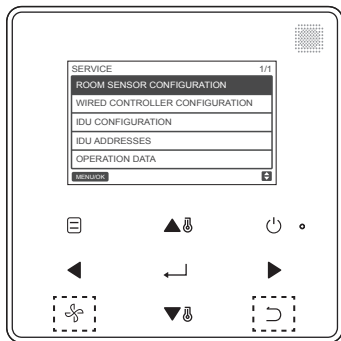 SERVICE 1/1
ROOM SENSOR CONFIGURATION
WIRED CONTROLLER CONFIGURATION
IDU CONFIGURATION
IDU ADDRESSES
OPERATION DATA
MENU/OK